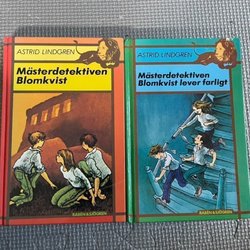 ASTRID LINDGREN
Mästerdetektiven
Blomkvist
RABÉN & SJÖGREN
ASTRID LINDGREN
Mästerdetektiven
Blomkvist lever farligt
RABÉN & SJÖGREN